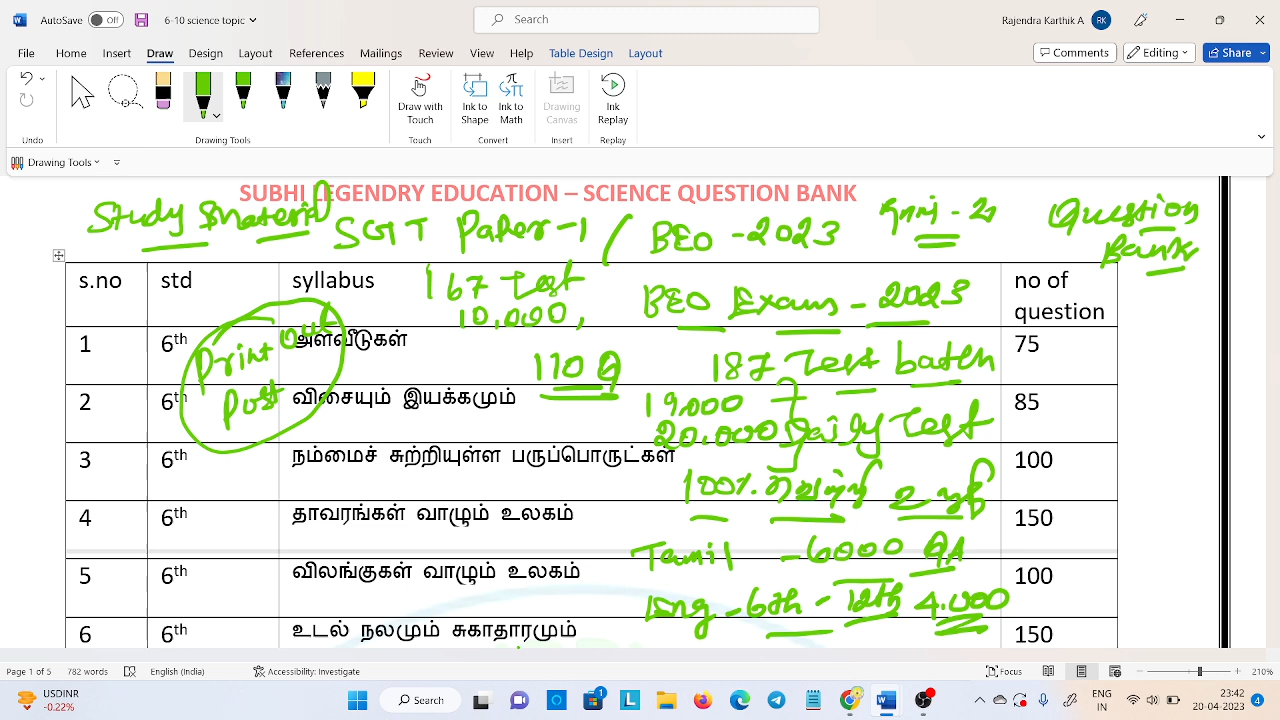 AutoSave Off 6-10 science topic Search Rajendra Karthik A RK
File Home Insert Draw Design Layout References Mailings Review View Help Table Design Layout Comments Editing Share
Draw with Touch Ink to Shape Ink to Math Drawing Canvas Ink Replay
Undo Drawing Tools Touch Convert Insert Replay
Drawing Tools
SUBHI LEGENDRY EDUCATION – SCIENCE QUESTION BANK
Study Material SGT Paper-1 / BEO -2023 Question Bank
s.no std syllabus no of question
167 Test
10,000,
BEO Exams - 2023
Print out Post
1 6th அளவீடுகள் 75
110 Q 187 Test batch
2 6th விசையும் இயக்கமும் 85
19,000
20,000 Daily Test
3 6th நம்மைச் சுற்றியுள்ள பருப்பொருட்கள் 100
100% வெற்றி உறுதி
4 6th தாவரங்கள் வாழும் உலகம் 150
Tamil - 6000 QA
5 6th விலங்குகள் வாழும் உலகம் 100
Eng - 6th - 12th 4.000
6 6th உடல் நலமும் சுகாதாரமும் 150
Page 1 of 5 782 words English (India) Accessibility: Investigate Focus 210%
USDINR -0.22% Search ENG IN 23:42 20-04-2023